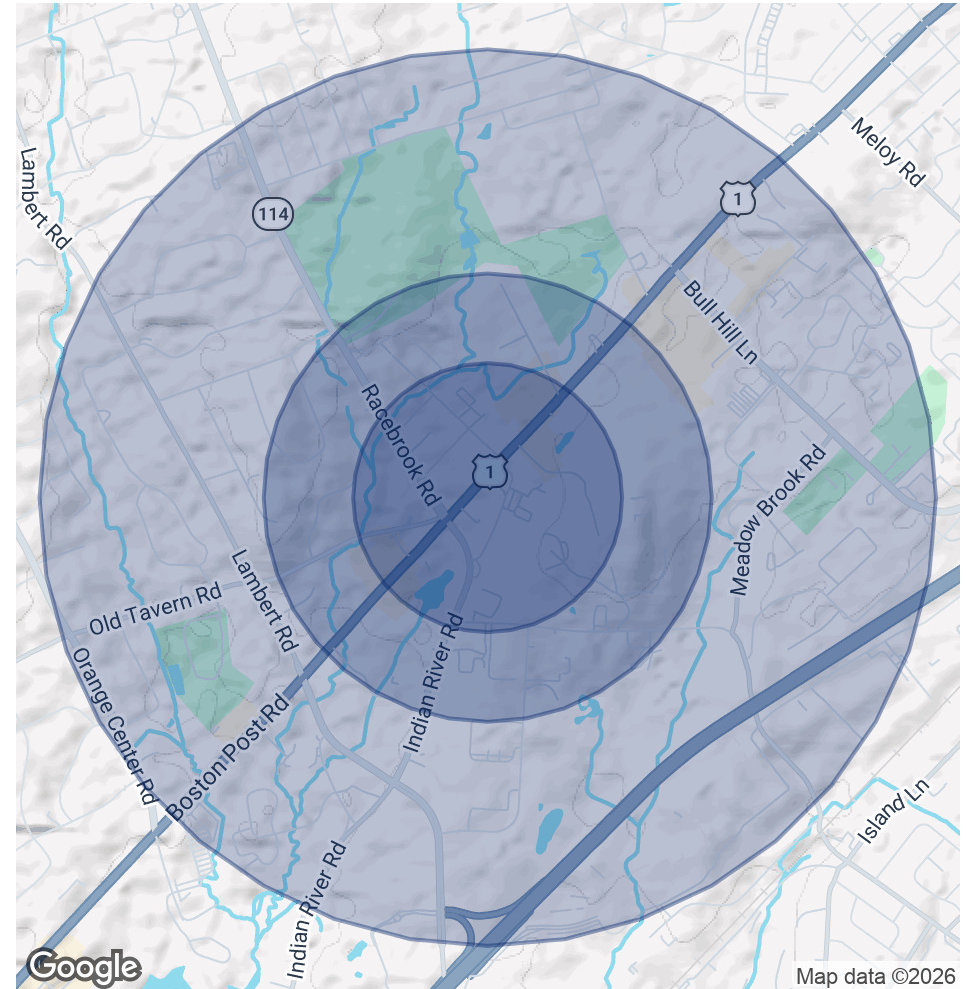 Meloy Rd
Lambert Rd
1
114
Bull Hill Ln
Racebrook Rd
1
Meadow Brook Rd
Lambert Rd
Old Tavern Rd
Orange Center Rd
Indian River Rd
Boston Post Rd
Island Ln
Indian River Rd
Google
Map data ©2026